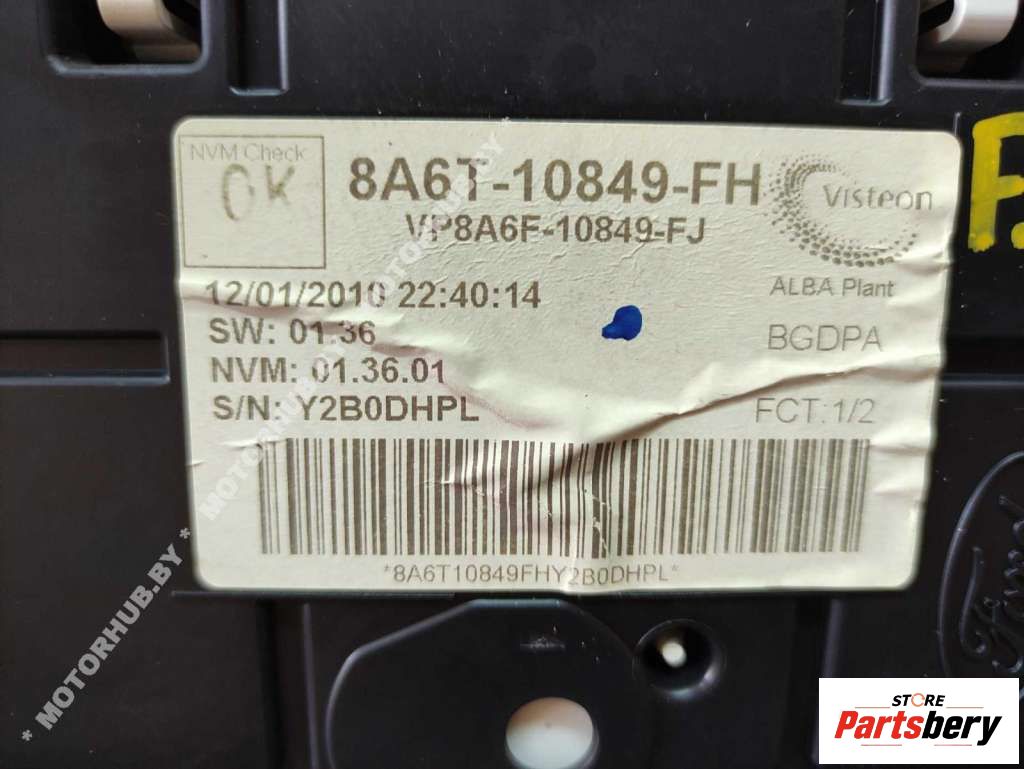 NVM Check
OK
8A6T-10849-FH
VP8A6F-10849-FJ
Visteon
12/01/2010 22:40:14
ALBA Plant
SW: 01.36
BGDPA
NVM: 01.36.01
S/N: Y2B0DHPL
FCT: 1/2
*8A6T10849FHY2B0DHPL*
Ford
* MOTORHUB.BY * MOTORHUB.BY
STORE
Partsbery